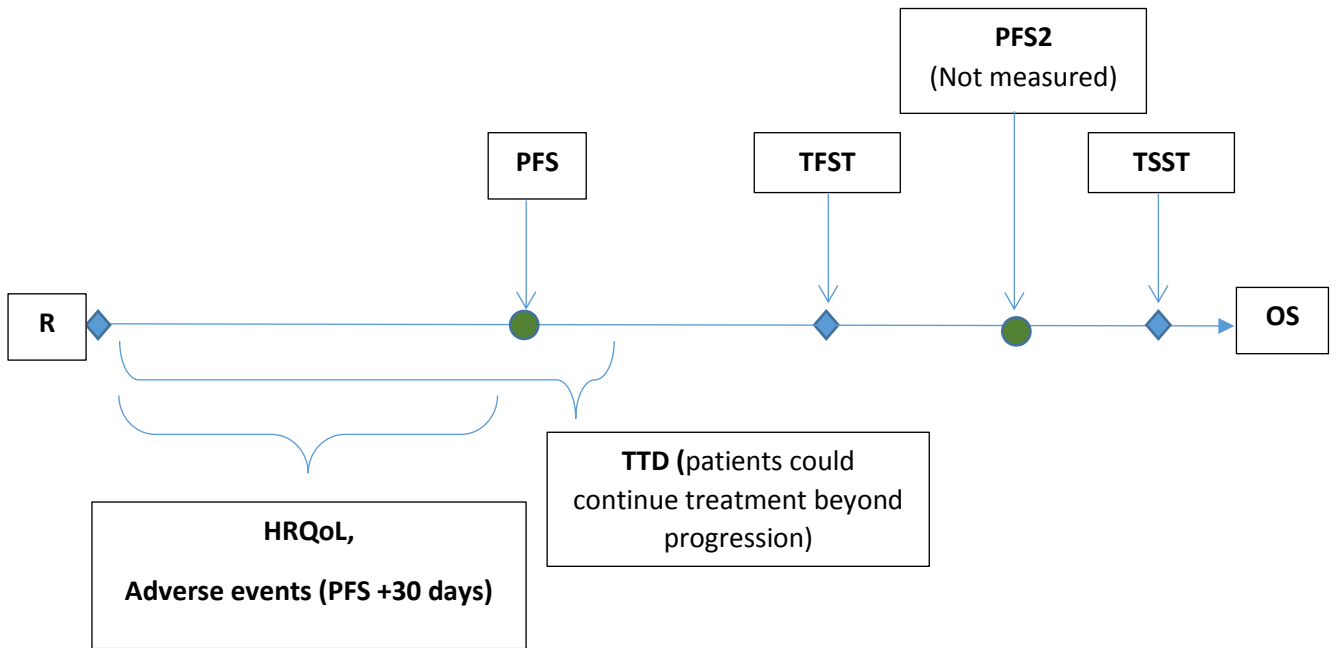 PFS2
(Not measured)
PFS
TFST
TSST
R
OS
TTD (patients could
continue treatment beyond
progression)
HRQoL,
Adverse events (PFS +30 days)